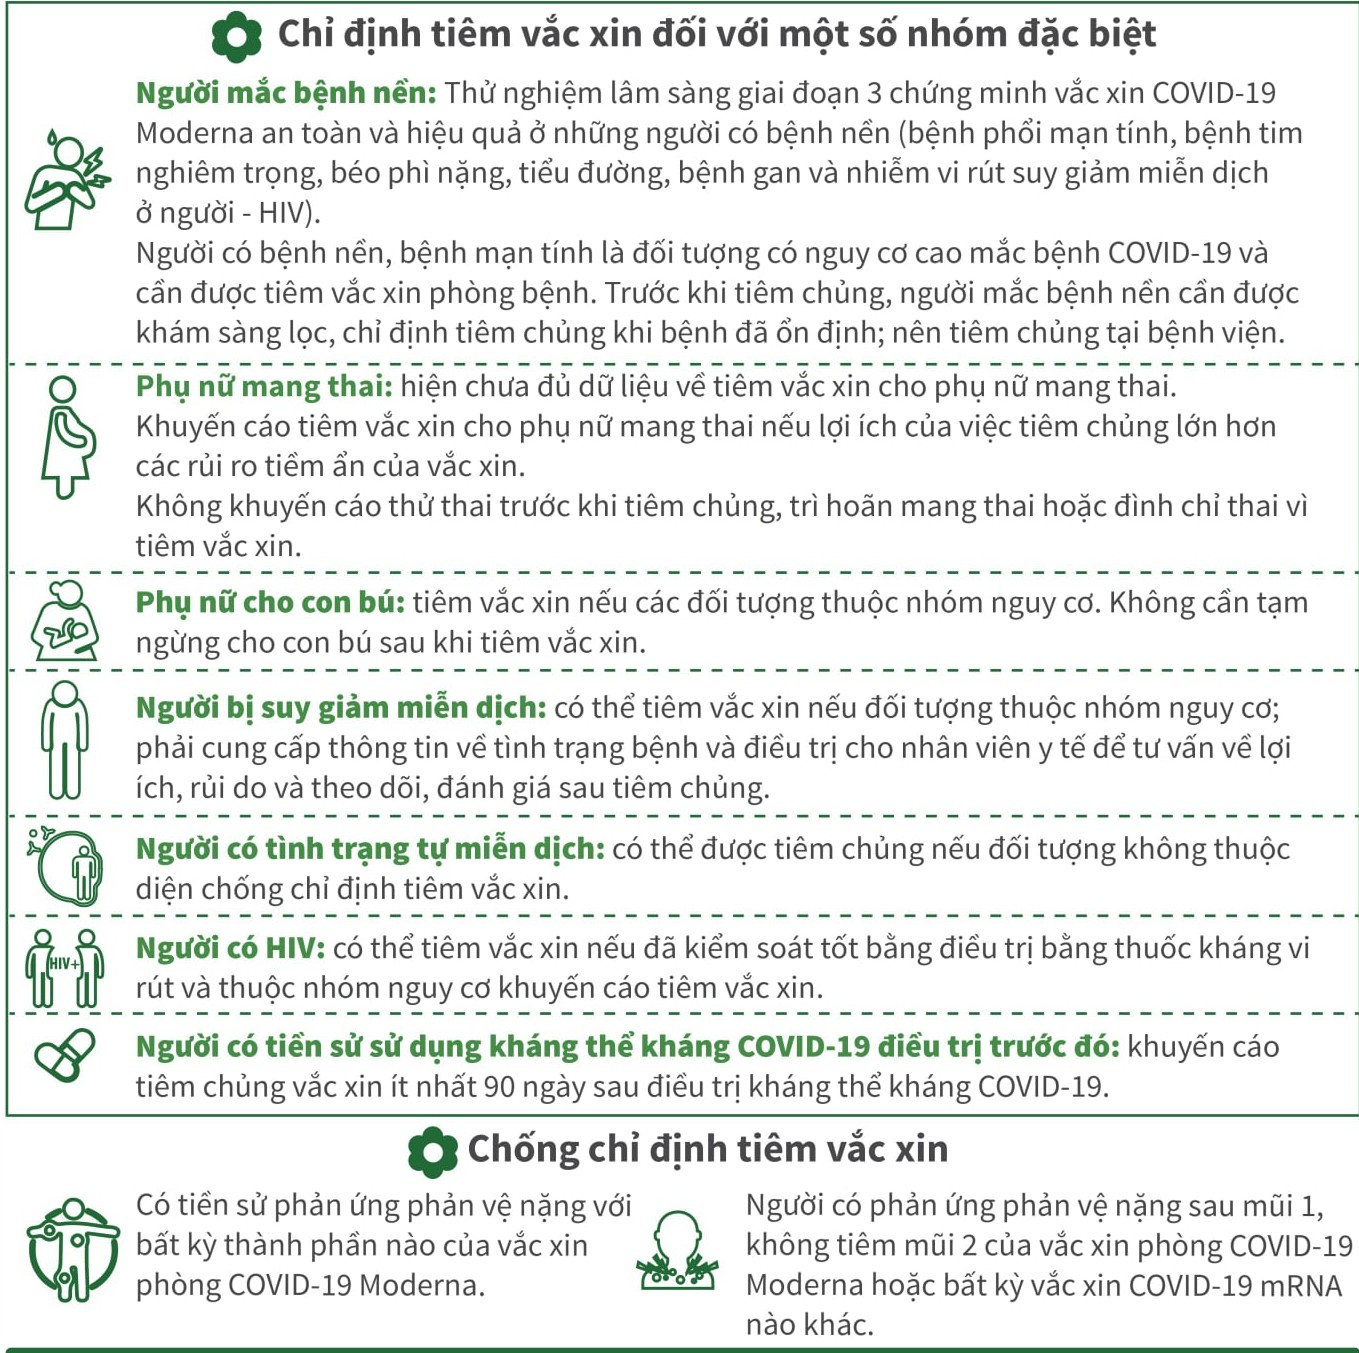 Chỉ định tiêm vắc xin đối với một số nhóm đặc biệt
Người mắc bệnh nền: Thử nghiệm lâm sàng giai đoạn 3 chứng minh vắc xin COVID-19
Moderna an toàn và hiệu quả ở những người có bệnh nền (bệnh phổi mạn tính, bệnh tim
nghiêm trọng, béo phì nặng, tiểu đường, bệnh gan và nhiễm vi rút suy giảm miễn dịch
ở người - HIV).
Người có bệnh nền, bệnh mạn tính là đối tượng có nguy cơ cao mắc bệnh COVID-19 và
cần được tiêm vắc xin phòng bệnh. Trước khi tiêm chủng, người mắc bệnh nền cần được
khám sàng lọc, chỉ định tiêm chủng khi bệnh đã ổn định; nên tiêm chủng tại bệnh viện.
Phụ nữ mang thai: hiện chưa đủ dữ liệu về tiêm vắc xin cho phụ nữ mang thai.
Khuyến cáo tiêm vắc xin cho phụ nữ mang thai nếu lợi ích của việc tiêm chủng lớn hơn
các rủi ro tiềm ẩn của vắc xin.
Không khuyến cáo thử thai trước khi tiêm chủng, trì hoãn mang thai hoặc đình chỉ thai vì
tiêm vắc xin.
Phụ nữ cho con bú: tiêm vắc xin nếu các đối tượng thuộc nhóm nguy cơ. Không cần tạm
ngừng cho con bú sau khi tiêm vắc xin.
Người bị suy giảm miễn dịch: có thể tiêm vắc xin nếu đối tượng thuộc nhóm nguy cơ;
phải cung cấp thông tin về tình trạng bệnh và điều trị cho nhân viên y tế để tư vấn về lợi
ích, rủi do và theo dõi, đánh giá sau tiêm chủng.
Người có tình trạng tự miễn dịch: có thể được tiêm chủng nếu đối tượng không thuộc
diện chống chỉ định tiêm vắc xin.
HIV+
Người có HIV: có thể tiêm vắc xin nếu đã kiểm soát tốt bằng điều trị bằng thuốc kháng vi
rút và thuộc nhóm nguy cơ khuyến cáo tiêm vắc xin.
Người có tiền sử sử dụng kháng thể kháng COVID-19 điều trị trước đó: khuyến cáo
tiêm chủng vắc xin ít nhất 90 ngày sau điều trị kháng thể kháng COVID-19.
Chống chỉ định tiêm vắc xin
Có tiền sử phản ứng phản vệ nặng với
bất kỳ thành phần nào của vắc xin
phòng COVID-19 Moderna.
Người có phản ứng phản vệ nặng sau mũi 1,
không tiêm mũi 2 của vắc xin phòng COVID-19
Moderna hoặc bất kỳ vắc xin COVID-19 mRNA
nào khác.